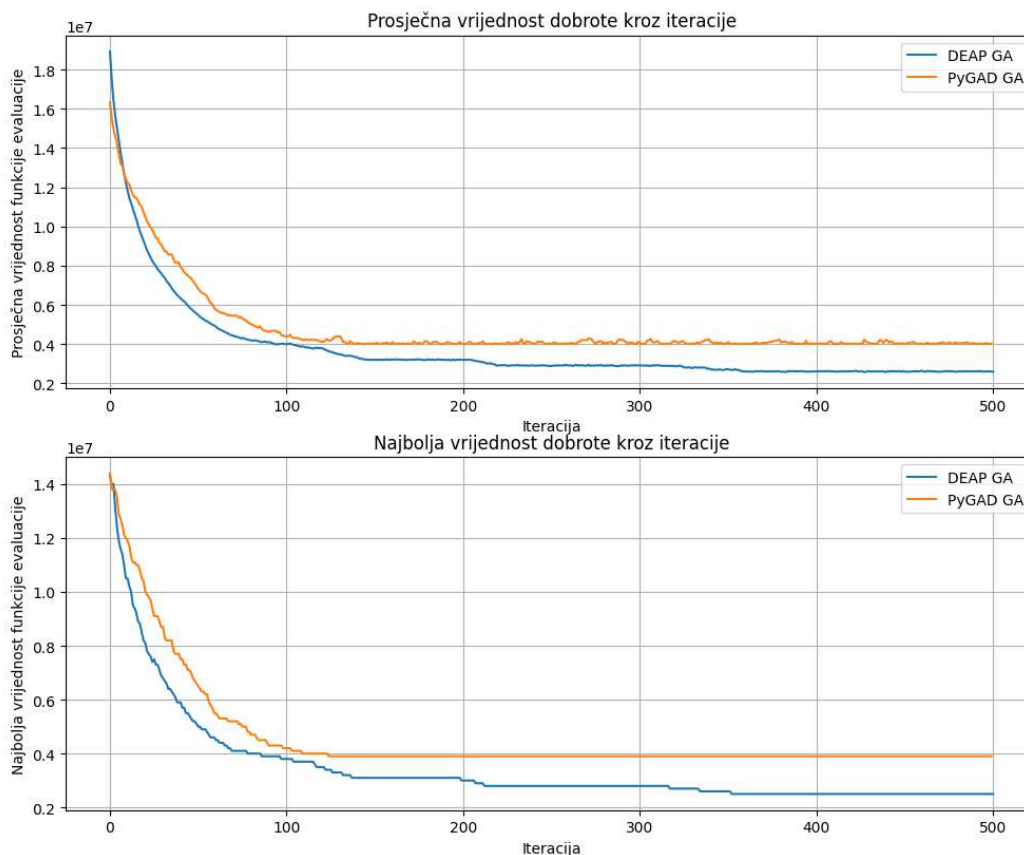 Prosječna vrijednost dobrote kroz iteracije
1e7
DEAP GA
PyGAD GA
Prosječna vrijednost funkcije evaluacije
1.8
1.6
1.4
1.2
1.0
0.8
0.6
0.4
0.2
0 100 200 300 400 500
Iteracija
Najbolja vrijednost dobrote kroz iteracije
1e7
DEAP GA
PyGAD GA
Najbolja vrijednost funkcije evaluacije
1.4
1.2
1.0
0.8
0.6
0.4
0.2
0 100 200 300 400 500
Iteracija